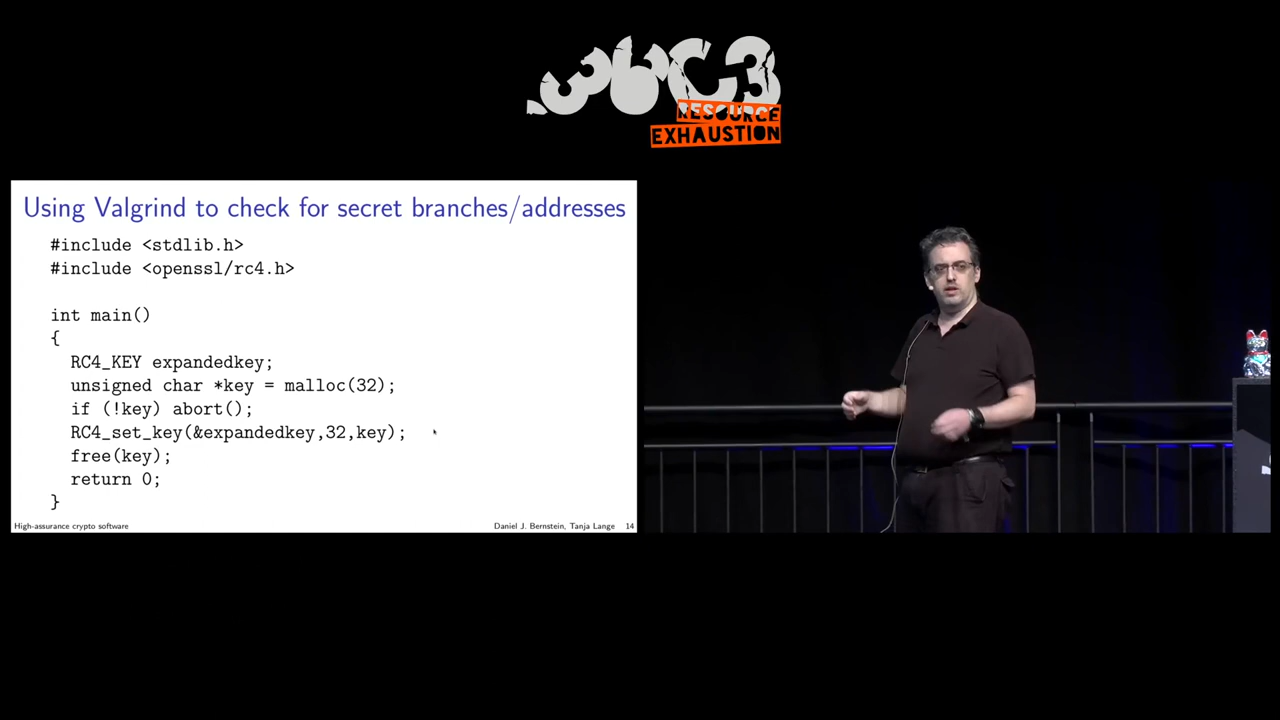 36C3
RESOURCE
EXHAUSTION
Using Valgrind to check for secret branches/addresses
#include <stdlib.h>
#include <openssl/rc4.h>
int main()
{
RC4_KEY expandedkey;
unsigned char *key = malloc(32);
if (!key) abort();
RC4_set_key(&expandedkey,32,key);
free(key);
return 0;
}
High-assurance crypto software
Daniel J. Bernstein, Tanja Lange 14